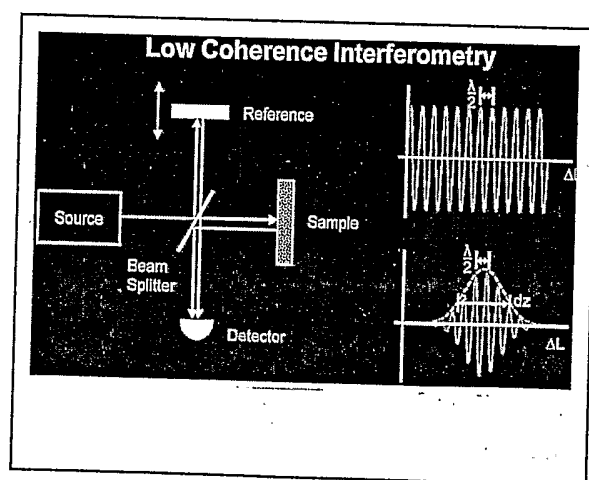 Low Coherence Interferometry
Reference
Source
Sample
Beam
Splitter
Detector
λ
2
ΔL
λ
2
dz
ΔL